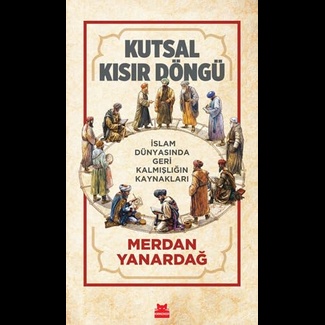 KUTSAL
KISIR DÖNGÜ
İSLAM
DÜNYASINDA
GERİ
KALMIŞLIĞIN
KAYNAKLARI
MERDAN
YANARDAĞ